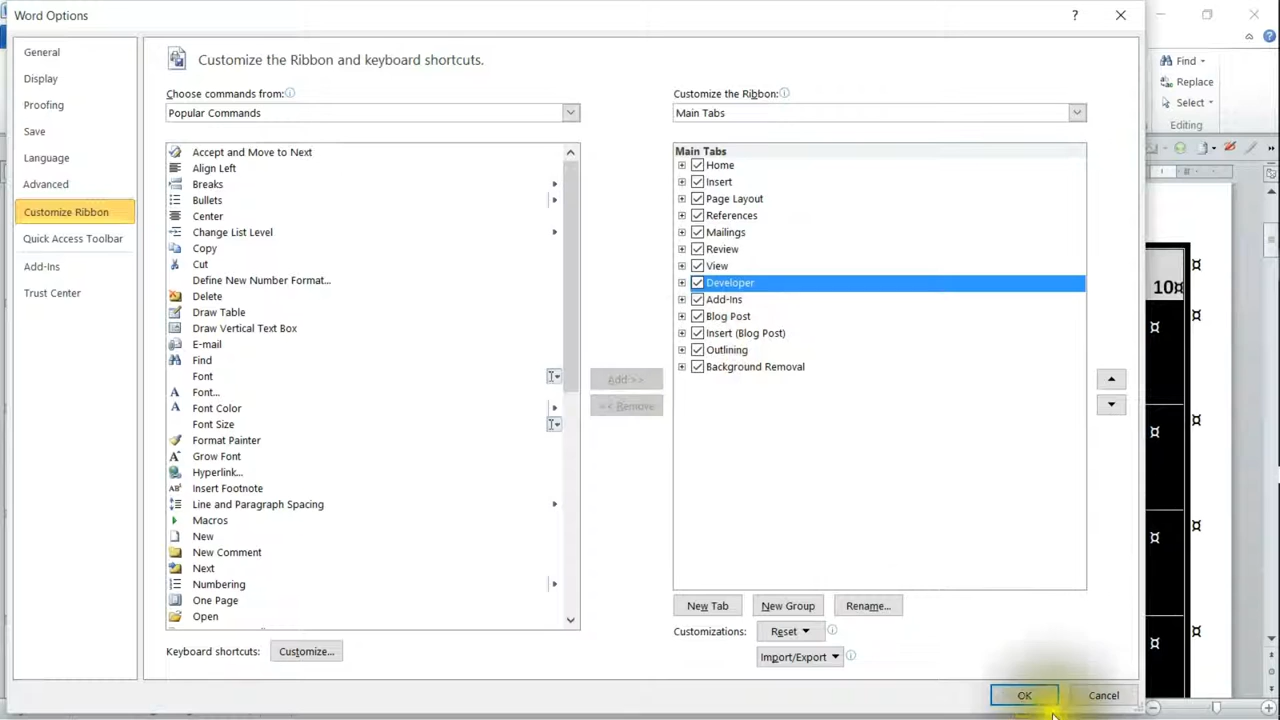 Word Options
?
General
Display
Proofing
Save
Language
Advanced
Customize Ribbon
Quick Access Toolbar
Add-Ins
Trust Center
Customize the Ribbon and keyboard shortcuts.
Choose commands from:
Popular Commands
Accept and Move to Next
Align Left
Breaks
Bullets
Center
Change List Level
Copy
Cut
Define New Number Format...
Delete
Draw Table
Draw Vertical Text Box
E-mail
Find
Font
Font...
Font Color
Font Size
Format Painter
Grow Font
Hyperlink...
Insert Footnote
Line and Paragraph Spacing
Macros
New
New Comment
Next
Numbering
One Page
Open
Keyboard shortcuts: Customize...
Add >>
<< Remove
Customize the Ribbon:
Main Tabs
Main Tabs
Home
Insert
Page Layout
References
Mailings
Review
View
Developer
Add-Ins
Blog Post
Insert (Blog Post)
Outlining
Background Removal
New Tab New Group Rename...
Customizations: Reset
Import/Export
OK Cancel
Find
Replace
Select
Editing
10¤